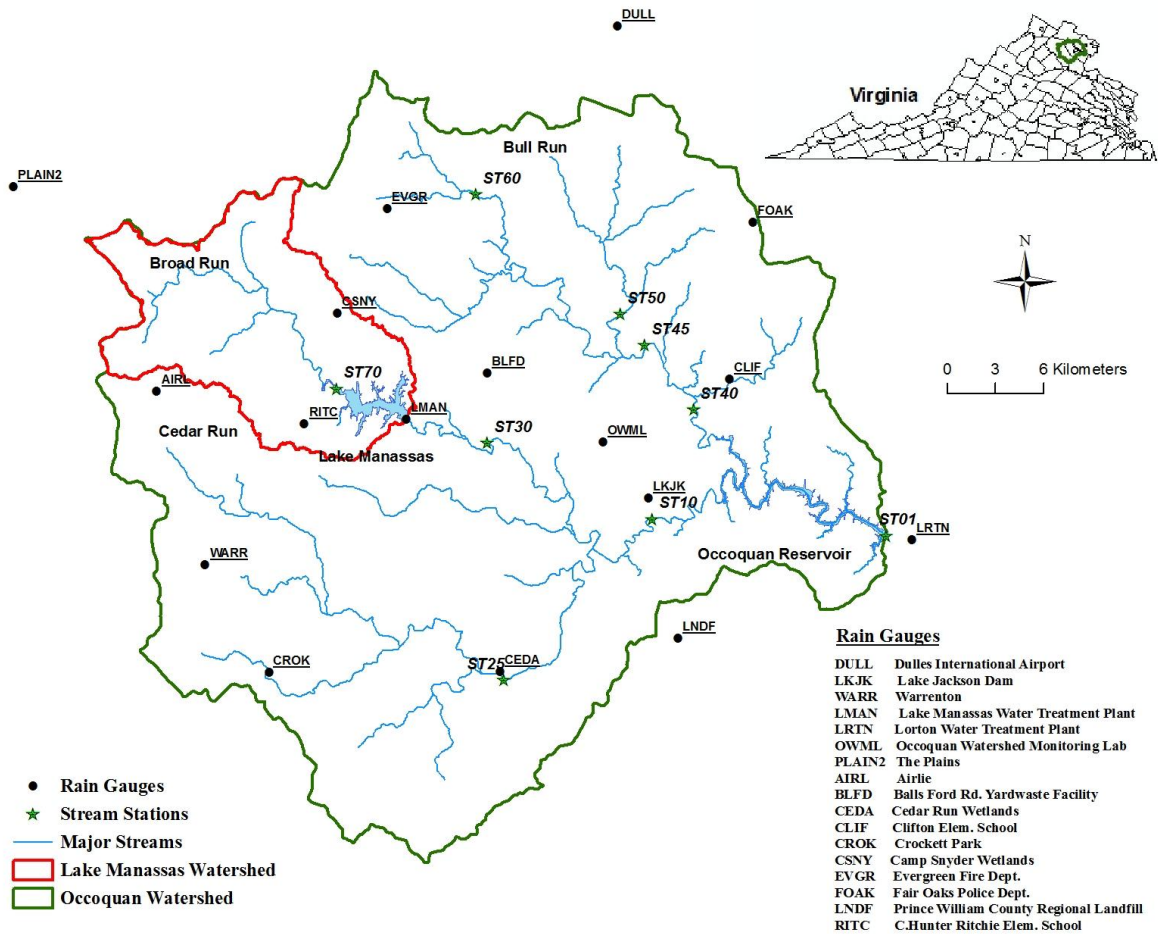 DULL
Virginia
Bull Run
PLAIN2
ST60
EVGR
FOAK
N
Broad Run
ST50
CSNY
ST45
BLFD
CLIF
0 3 6 Kilometers
ST70
AIRL
ST40
LMAN
RITC
Cedar Run
ST30
OWML
Lake Manassas
LKJK
ST10
ST01
LRTN
WARR
Occoquan Reservoir
LNDF
CROK
ST25
CEDA
Rain Gauges
DULL Dulles International Airport
LKJK Lake Jackson Dam
WARR Warrenton
LMAN Lake Manassas Water Treatment Plant
LRTN Lorton Water Treatment Plant
OWML Occoquan Watershed Monitoring Lab
PLAIN2 The Plains
AIRL Airlie
BLFD Balls Ford Rd. Yardwaste Facility
CEDA Cedar Run Wetlands
CLIF Clifton Elem. School
CROK Crockett Park
CSNY Camp Snyder Wetlands
EVGR Evergreen Fire Dept.
FOAK Fair Oaks Police Dept.
LNDF Prince William County Regional Landfill
RITC C.Hunter Ritchie Elem. School
Rain Gauges
Stream Stations
Major Streams
Lake Manassas Watershed
Occoquan Watershed